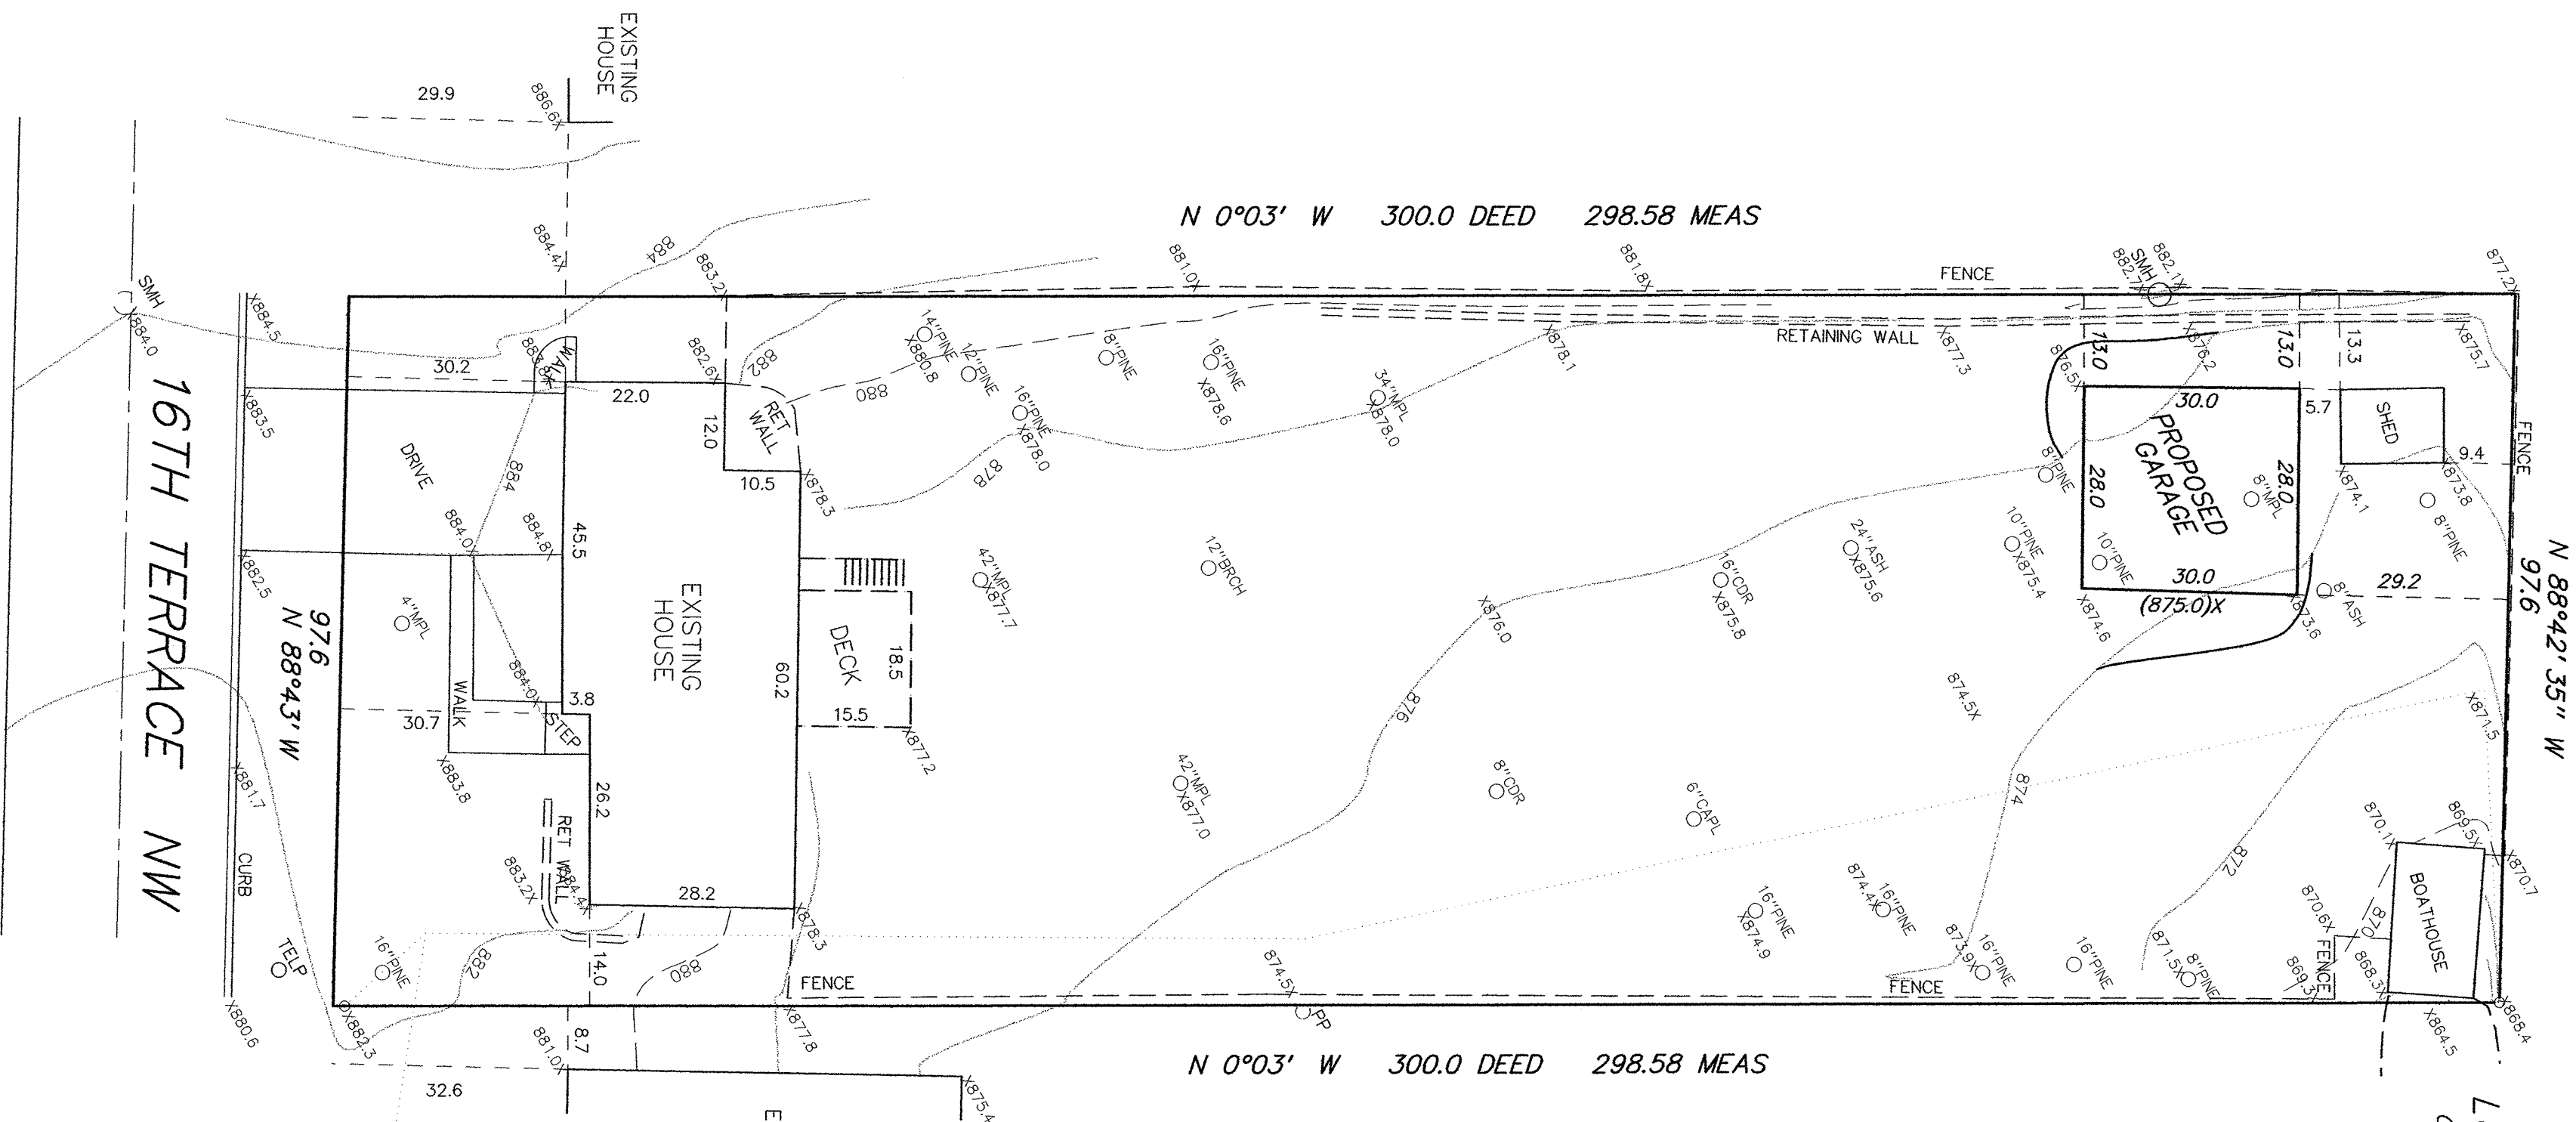 EXISTING
HOUSE
29.9
886.6X
N 0°03' W 300.0 DEED 298.58 MEAS
884.4X
884
883.2X
881.0X
881.8X
FENCE
SMH
882.7X
882.1X
877.2X
SMH
X884.0
X884.5
30.2
883.8X
22.0
882.6X
882
14"PINE
X880.8
12"PINE
8"PINE
16"PINE
X878.6
880
34"MPL
X878.0
X878.1
RETAINING WALL
X877.3
876.5X
13.0
X876.2
13.0
13.3
X875.7
X883.5
DRIVE
884
12.0
RET
WALL
10.5
X878.3
16"PINE
X878.0
878
30.0
5.7
SHED
9.4
FENCE
PROPOSED
GARAGE
28.0
28.0
8"PINE
8"MPL
10"PINE
X874.1
X873.8
8"PINE
16TH TERRACE NW
X882.5
884.0X
884.8X
45.5
EXISTING
HOUSE
42"MPL
X877.7
12"BRCH
X876.0
16"CDR
X875.8
24"ASH
X875.6
10"PINE
X875.4
30.0
(875.0)X
X874.6
X873.6
8"ASH
29.2
N 88°42'35" W
97.6
97.6
N 88°43' W
4"MPL
WALK
30.7
884.0X
3.8
STEP
60.2
DECK
18.5
15.5
X877.2
X883.8
876
874.5X
874
X871.5
X881.7
26.2
RET WALL
883.2X
42"MPL
X877.0
8"CDR
6"CAPL
872
870.1X
869.5X
X870.7
CURB
28.2
X878.3
16"PINE
X874.9
874.4X
16"PINE
870.6X
870
BOATHOUSE
TELP
16"PINE
882
14.0
880
FENCE
874.5X
873.9X
16"PINE
16"PINE
871.5X
8"PINE
FENCE
FENCE
869.3
868.3X
X868.4
X880.6
X882.3
881.0X
8.7
X877.8
PP
X864.5
N 0°03' W 300.0 DEED 298.58 MEAS
32.6
X875.4
E
L